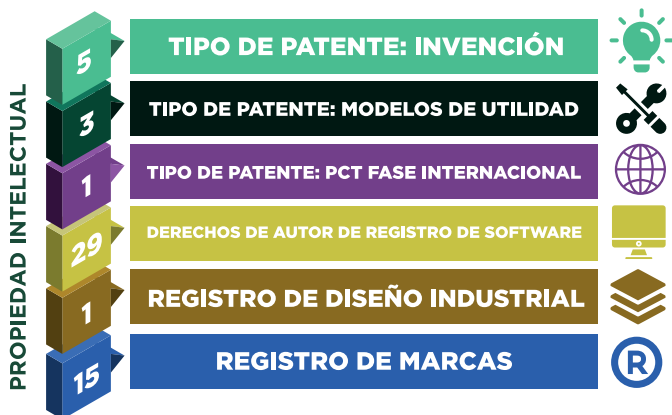 PROPIEDAD INTELECTUAL
5
TIPO DE PATENTE: INVENCIÓN
3
TIPO DE PATENTE: MODELOS DE UTILIDAD
1
TIPO DE PATENTE: PCT FASE INTERNACIONAL
29
DERECHOS DE AUTOR DE REGISTRO DE SOFTWARE
1
REGISTRO DE DISEÑO INDUSTRIAL
15
REGISTRO DE MARCAS
R